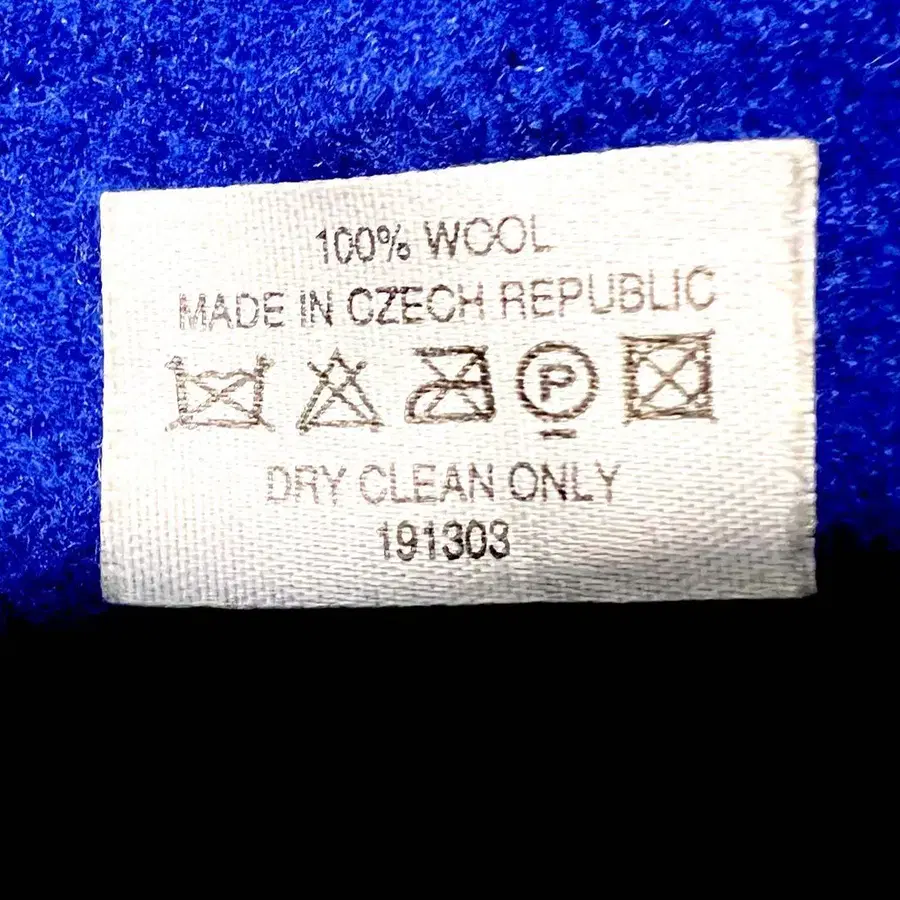 100% WOOL
MADE IN CZECH REPUBLIC
P
DRY CLEAN ONLY
191303